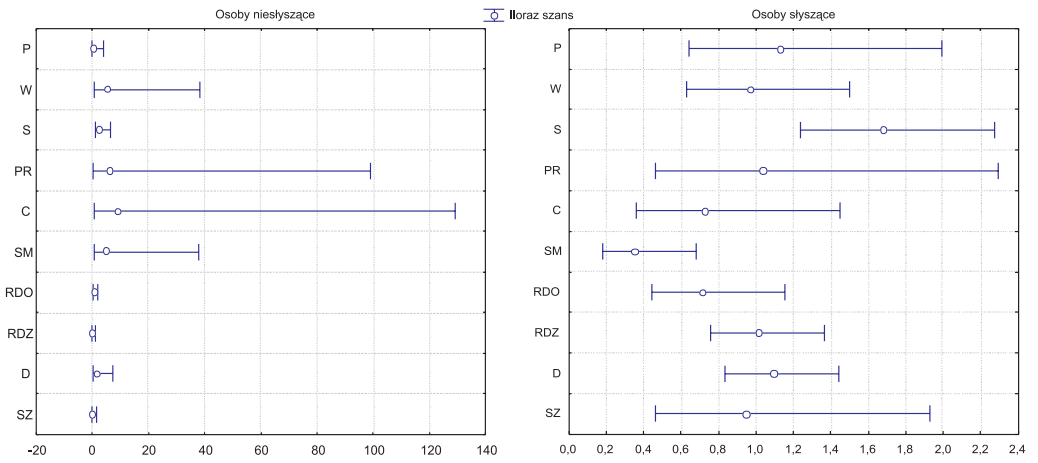 Osoby niesłyszące
Iloraz szans
Osoby słyszące
P
W
S
PR
C
SM
RDO
RDZ
D
SZ
-20 0 20 40 60 80 100 120 140
P
W
S
PR
C
SM
RDO
RDZ
D
SZ
0,0 0,2 0,4 0,6 0,8 1,0 1,2 1,4 1,6 1,8 2,0 2,2 2,4